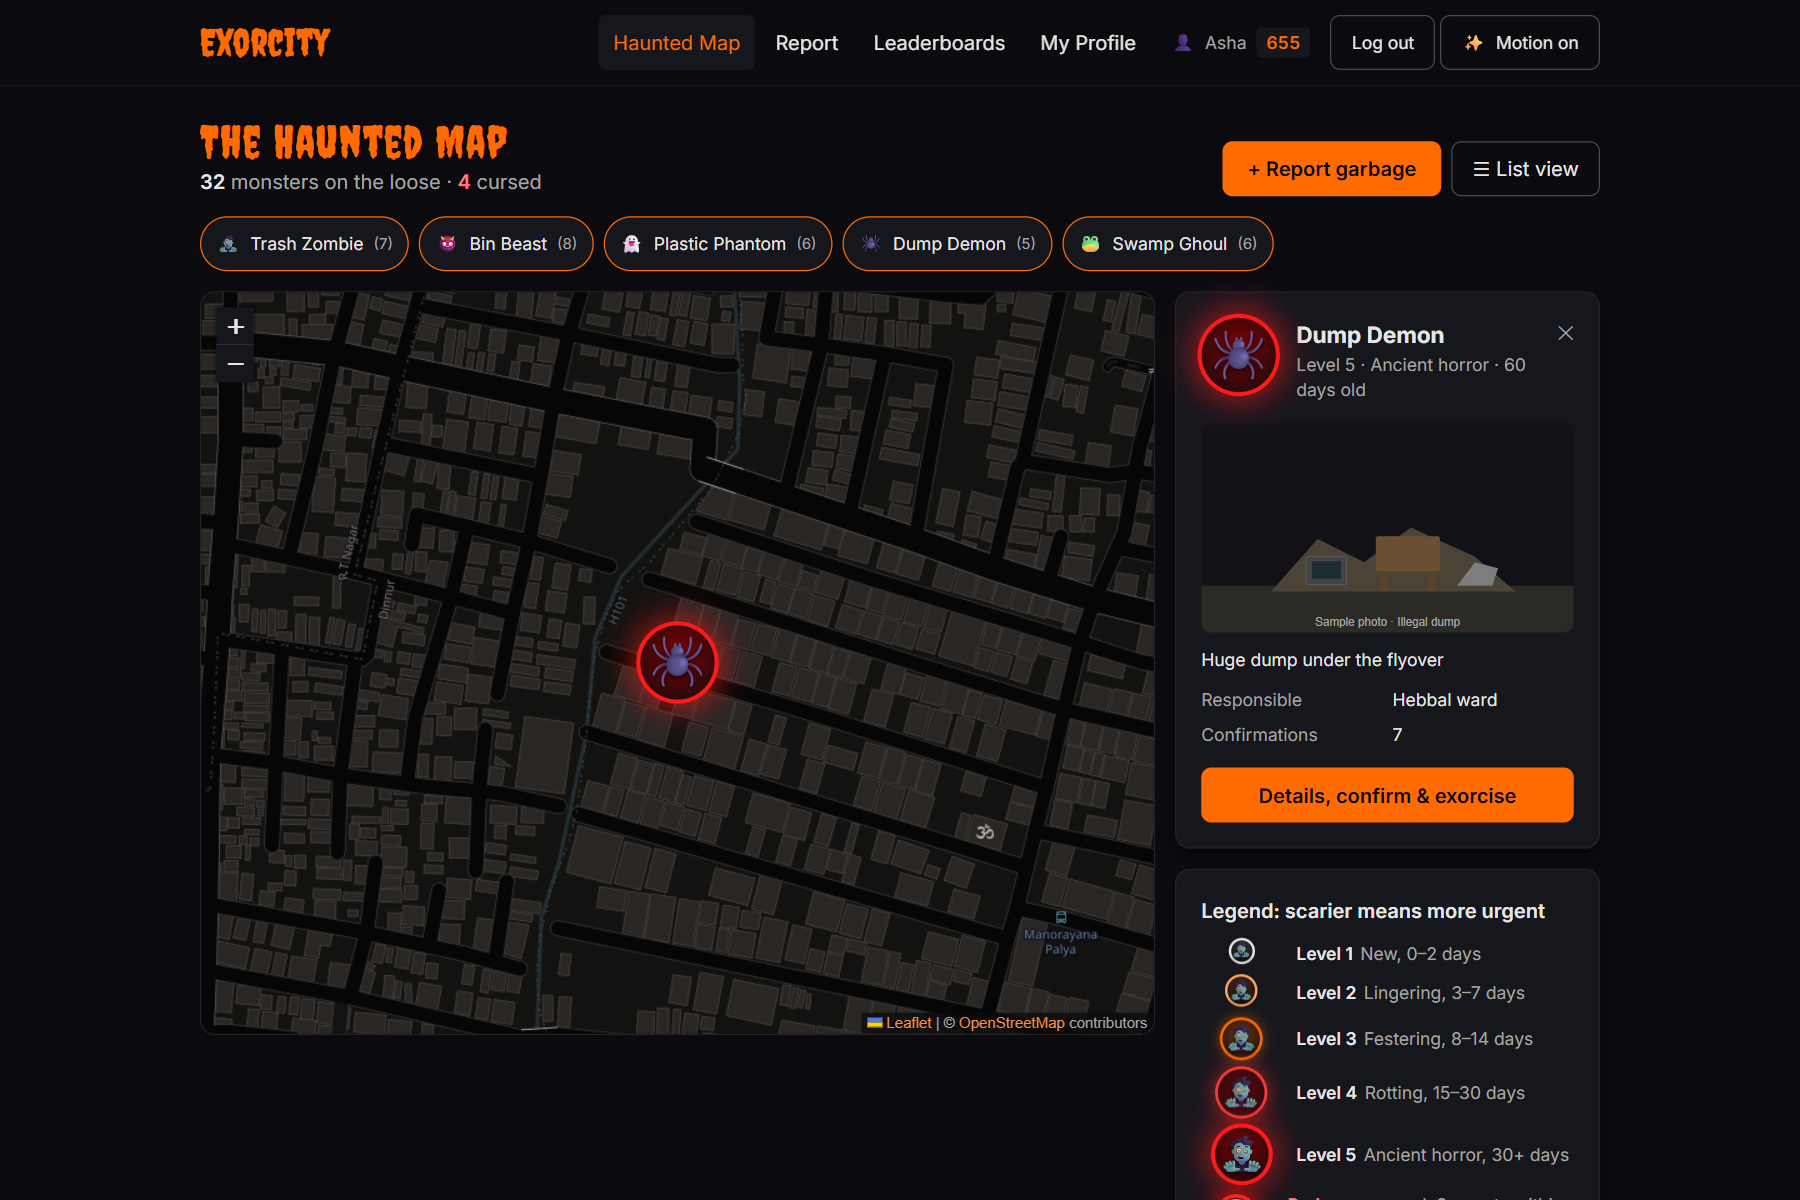 EXORCITY
Haunted Map
Report
Leaderboards
My Profile
Asha 655
Log out
Motion on
THE HAUNTED MAP
32 monsters on the loose · 4 cursed
+ Report garbage
☰ List view
Trash Zombie (7)
Bin Beast (8)
Plastic Phantom (6)
Dump Demon (5)
Swamp Ghoul (6)
+
−
R.T.Nagar
Dinnur
H101
ॐ
Manorayana
Palya
Leaflet | © OpenStreetMap contributors
Dump Demon
Level 5 · Ancient horror · 60
days old
Sample photo · Illegal dump
Huge dump under the flyover
Responsible Hebbal ward
Confirmations 7
Details, confirm & exorcise
Legend: scarier means more urgent
Level 1 New, 0–2 days
Level 2 Lingering, 3–7 days
Level 3 Festering, 8–14 days
Level 4 Rotting, 15–30 days
Level 5 Ancient horror, 30+ days